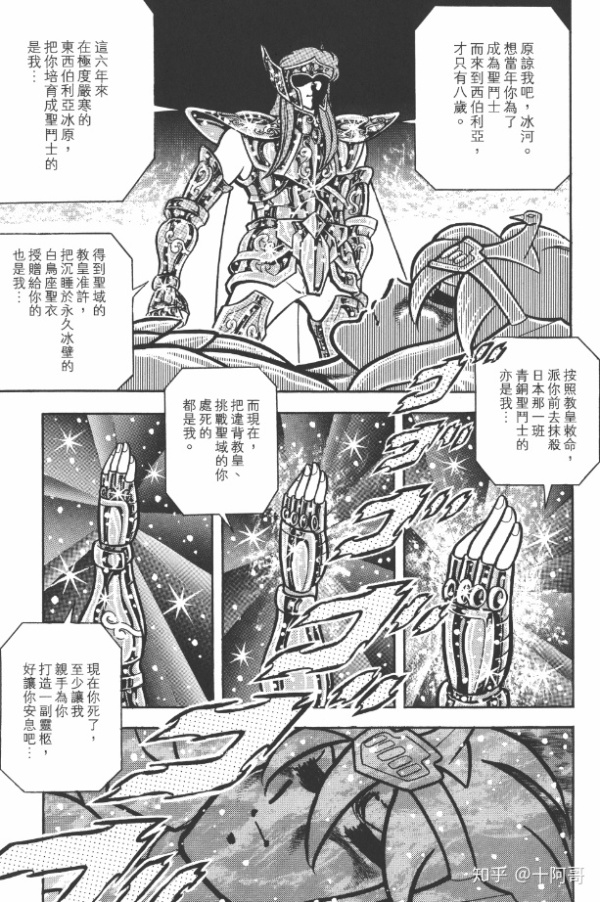 原諒我吧，冰河。
想當年你為了
成為聖鬥士
而來到西伯利亞，
才只有八歲。
這六年來
在極度嚴寒的
東西伯利亞冰原，
把你培育成聖鬥士的
是我…
得到聖域的
教皇准許，
把沉睡於永久冰壁的
白鳥座聖衣
授贈給你的
也是我…
按照教皇敕命，
派你前去抹殺
日本那一班
青銅聖鬥士的
亦是我…
而現在，
把違背教皇、
挑戰聖域的你
處死的
都是我。
ゴゴゴゴゴ
現在你死了，
至少讓我
親手為你
打造一副靈柩，
好讓你安息吧…
ゴゴゴ
知乎 @十阿哥